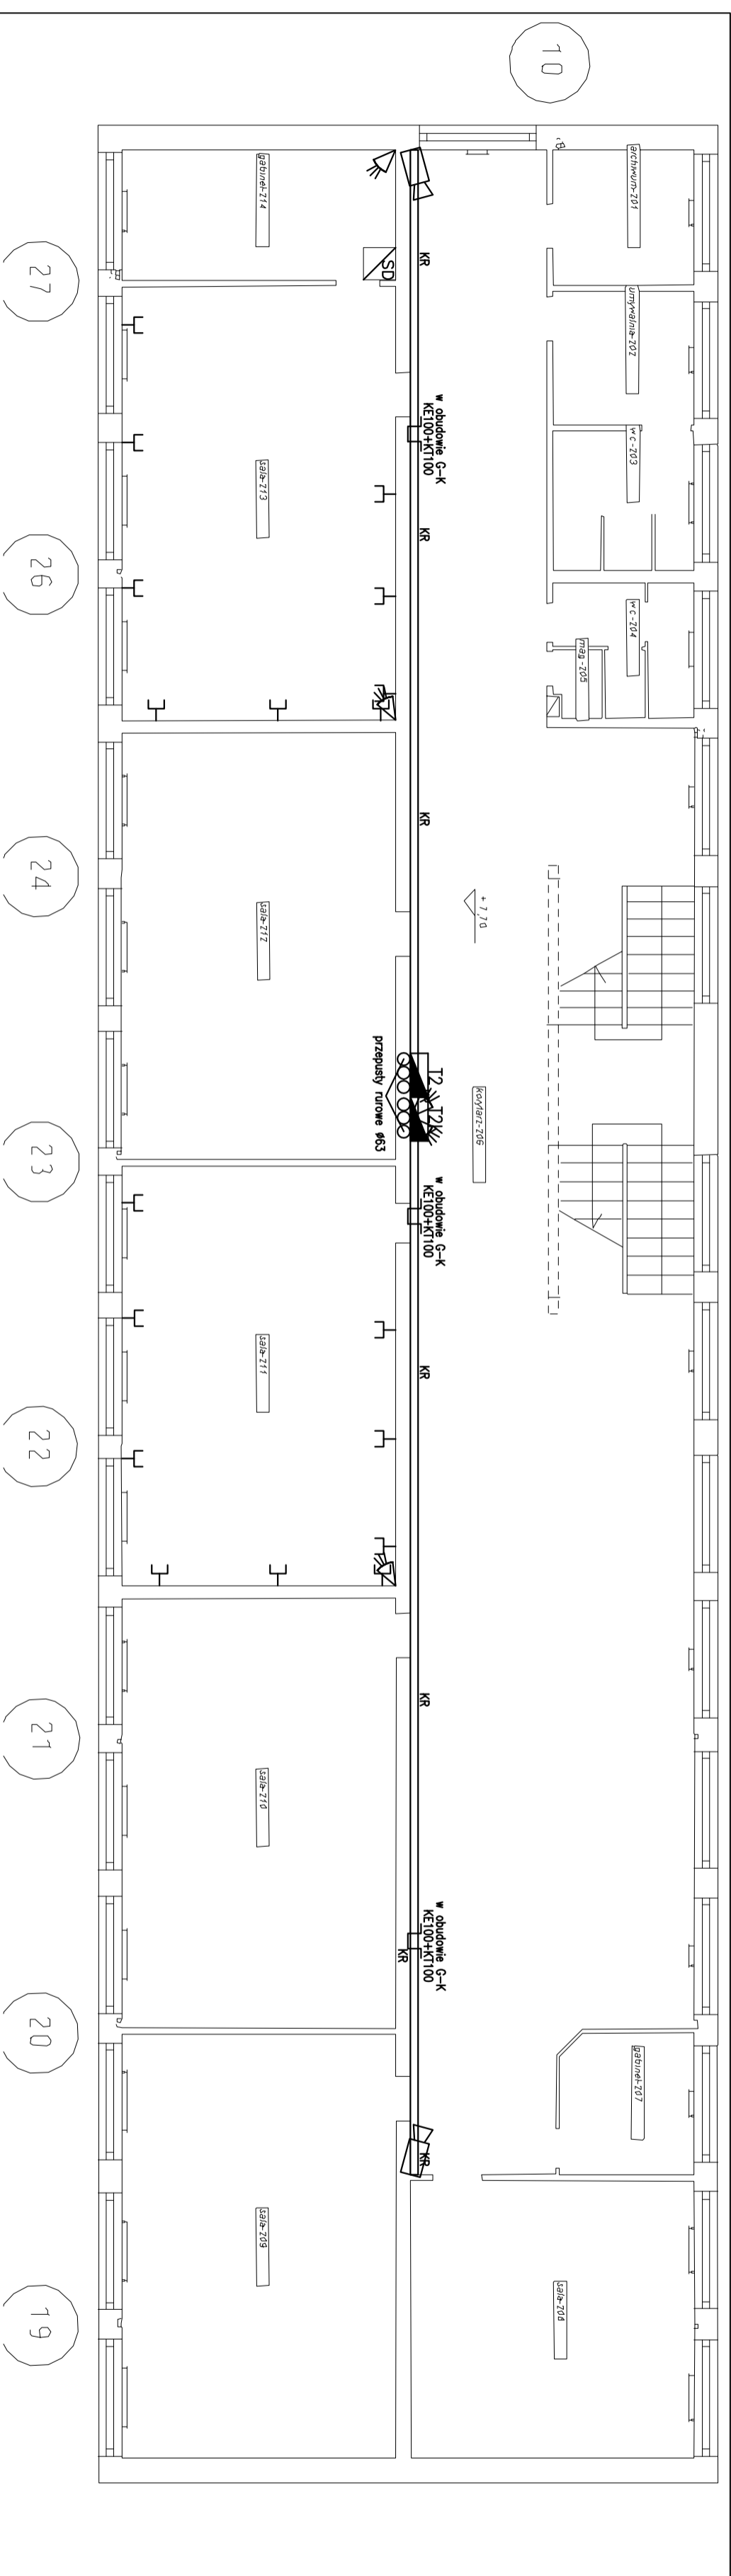 10
archiwum-201
umywalnia-202
wc-203
wc-204
mag-205
gabinet-214
SD
KR
w obudowie G-K
KE100+KT100
KR
sala-213
KR
+ 7,70
sala-212
T2
T2K
przepusty rurowe ø63
korytarz-206
w obudowie G-K
KE100+KT100
KR
sala-211
KR
sala-210
w obudowie G-K
KE100+KT100
KR
gabinet-207
KR
sala-209
sala-208
27
26
24
23
22
21
20
19